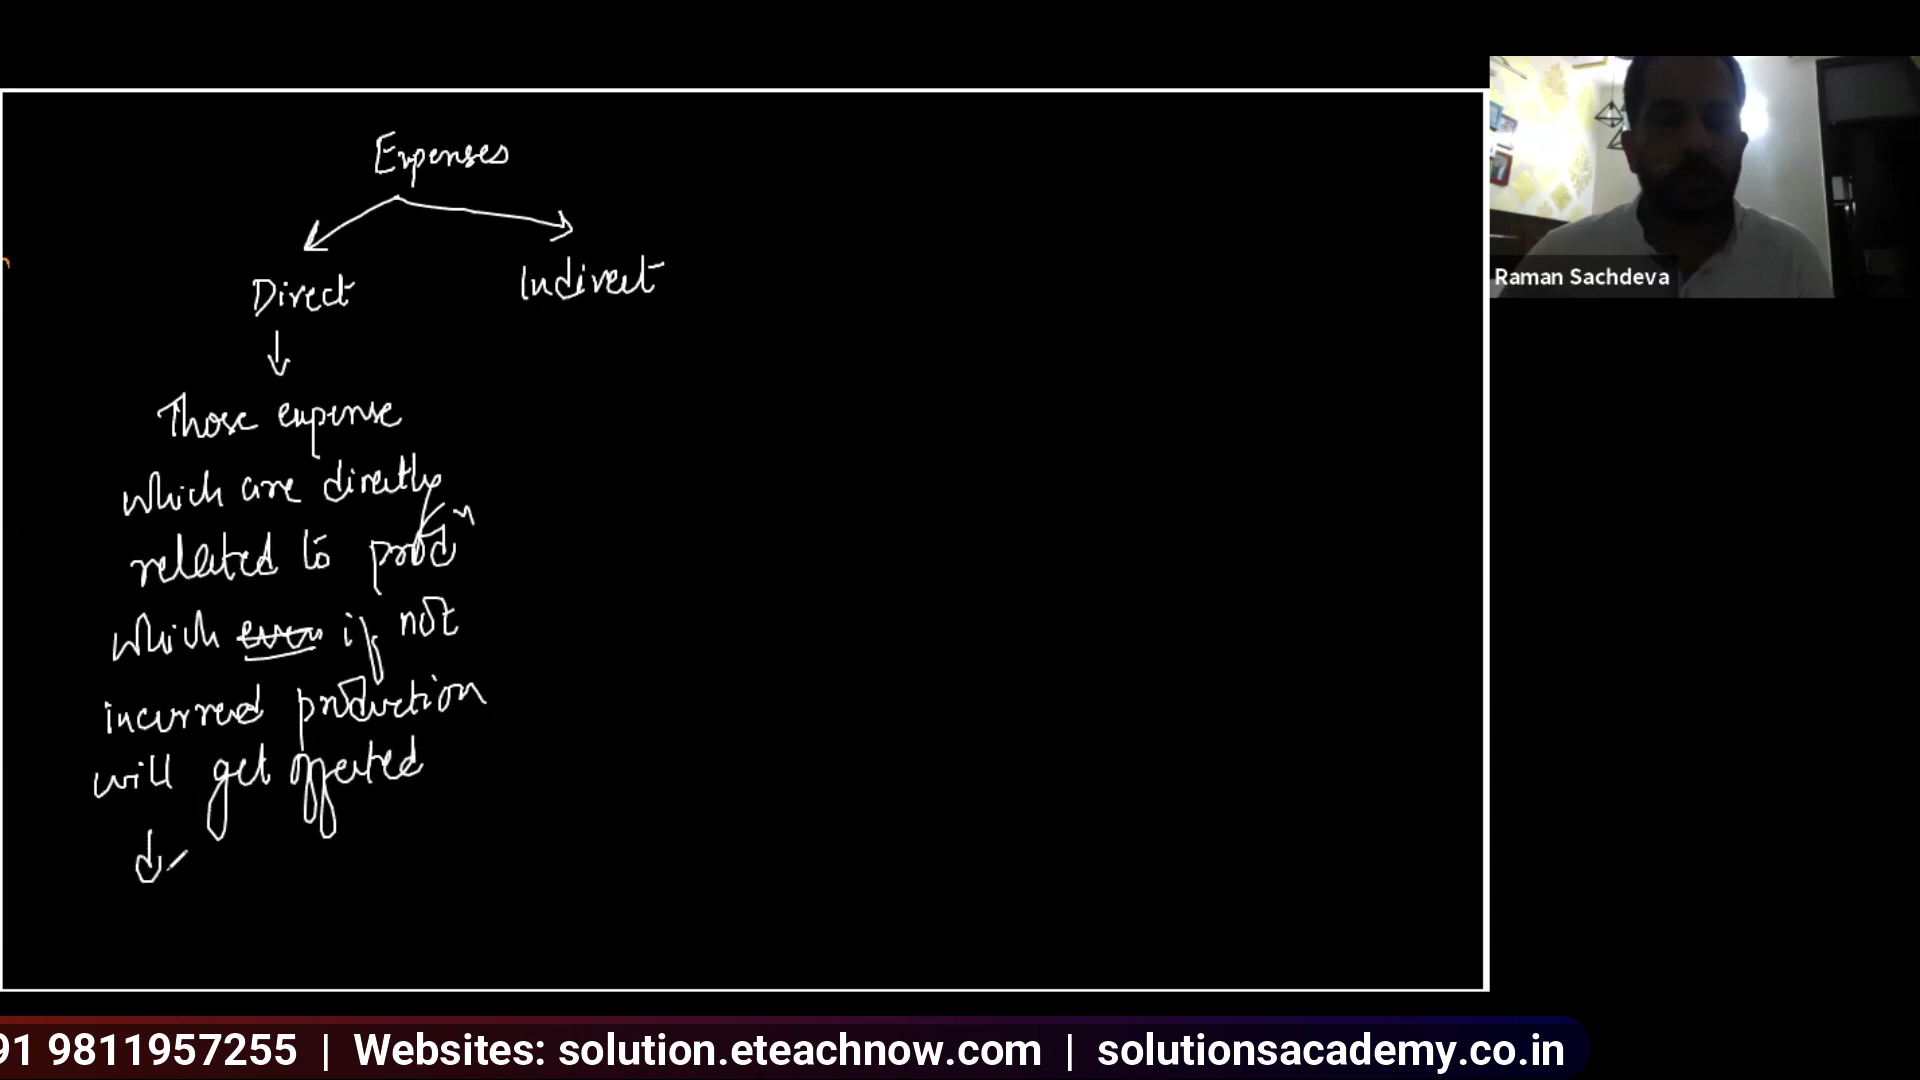 Expenses
Direct Indirect
Those expense
which are directly
related to prodⁿ
which even if not
incurred production
will get affected
Raman Sachdeva
91 9811957255 | Websites: solution.eteachnow.com | solutionsacademy.co.in